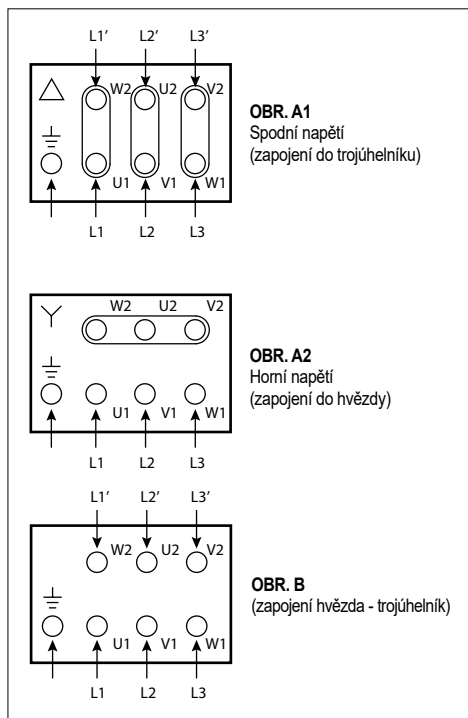 L1’ L2’ L3’
W2 U2 V2
U1 V1 W1
L1 L2 L3
OBR. A1
Spodní napětí
(zapojení do trojúhelníku)
W2 U2 V2
U1 V1 W1
L1 L2 L3
OBR. A2
Horní napětí
(zapojení do hvězdy)
L1’ L2’ L3’
W2 U2 V2
U1 V1 W1
L1 L2 L3
OBR. B
(zapojení hvězda - trojúhelník)